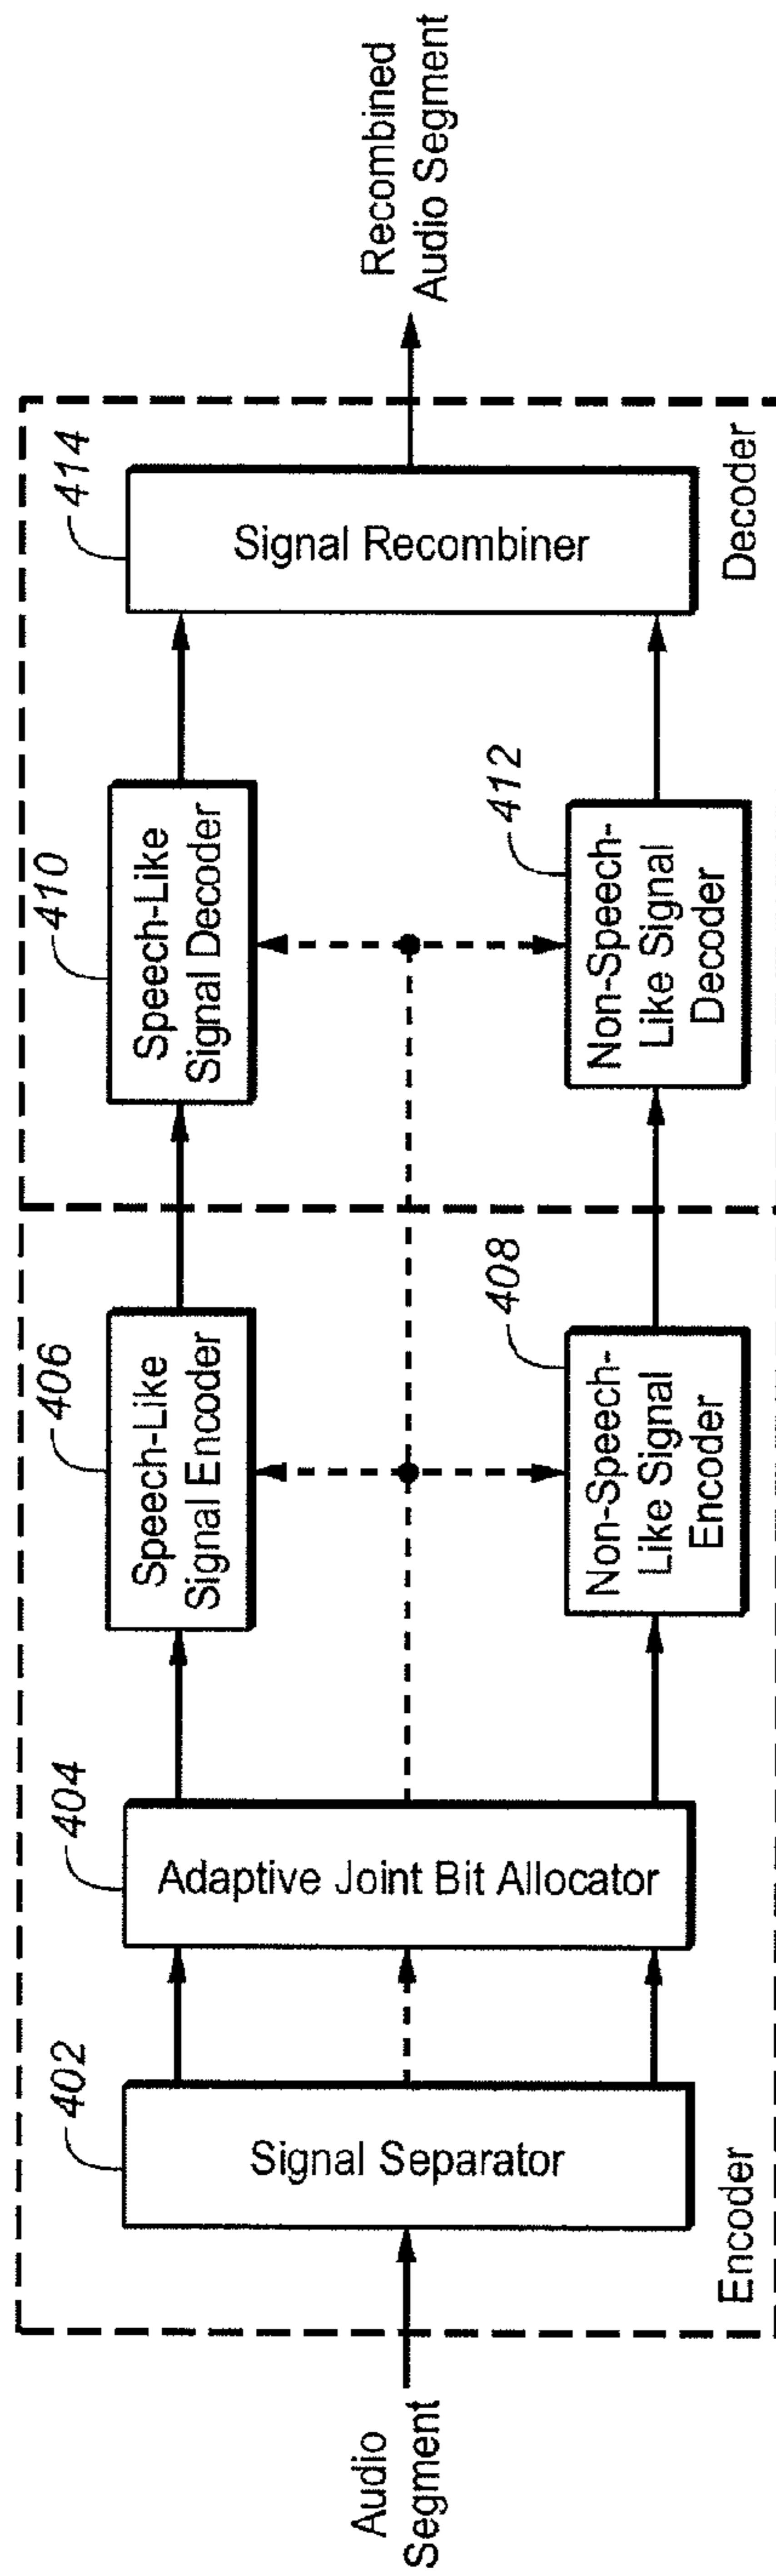 Audio
Segment
402
Signal Separator
404
Adaptive Joint Bit Allocator
406
Speech-Like
Signal Encoder
408
Non-Speech-
Like Signal
Encoder
Encoder
410
Speech-Like
Signal Decoder
412
Non-Speech-
Like Signal
Decoder
414
Signal Recombiner
Decoder
Recombined
Audio Segment